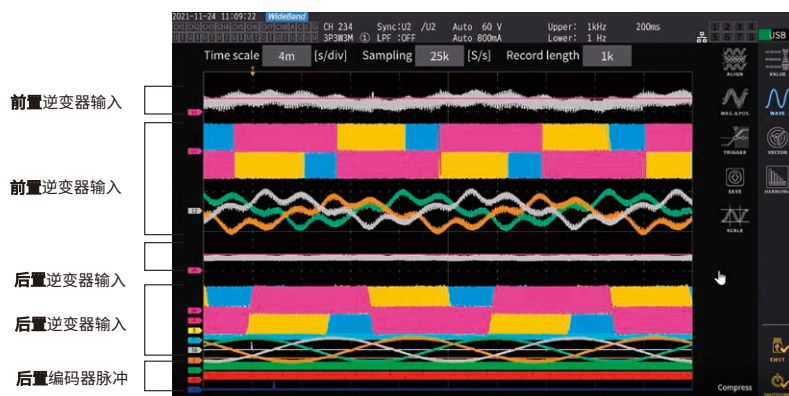 2021-11-24 11:09:22 WideBand
CH 234 Sync:U2 /U2 Auto 60 V Upper: 1kHz 200ms
3P3W3M ① LPF :OFF Auto 800mA Lower: 1 Hz
USB
Time scale 4m [s/div] Sampling 25k [S/s] Record length 1k
ALIGN
VALUE
MAG.&POS.
WAVE
TRIGGER
VECTOR
SAVE
HARMONIC
SCALE
前置逆变器输入
前置逆变器输入
后置逆变器输入
后置逆变器输入
后置编码器脉冲
EJECT
Compress